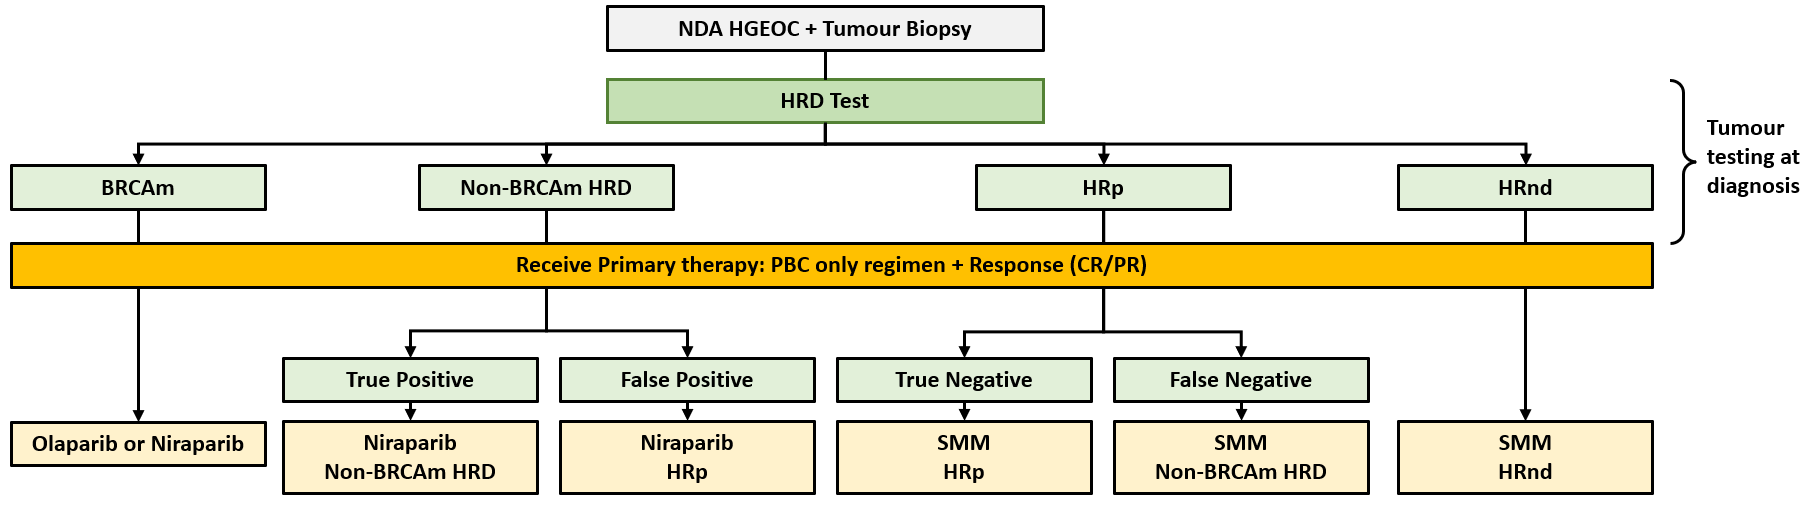 NDA HGEOC + Tumour Biopsy
HRD Test
Tumour
testing at
diagnosis
BRCAm
Non-BRCAm HRD
HRp
HRnd
Receive Primary therapy: PBC only regimen + Response (CR/PR)
True Positive
False Positive
True Negative
False Negative
Olaparib or Niraparib
Niraparib
Non-BRCAm HRD
Niraparib
HRp
SMM
HRp
SMM
Non-BRCAm HRD
SMM
HRnd